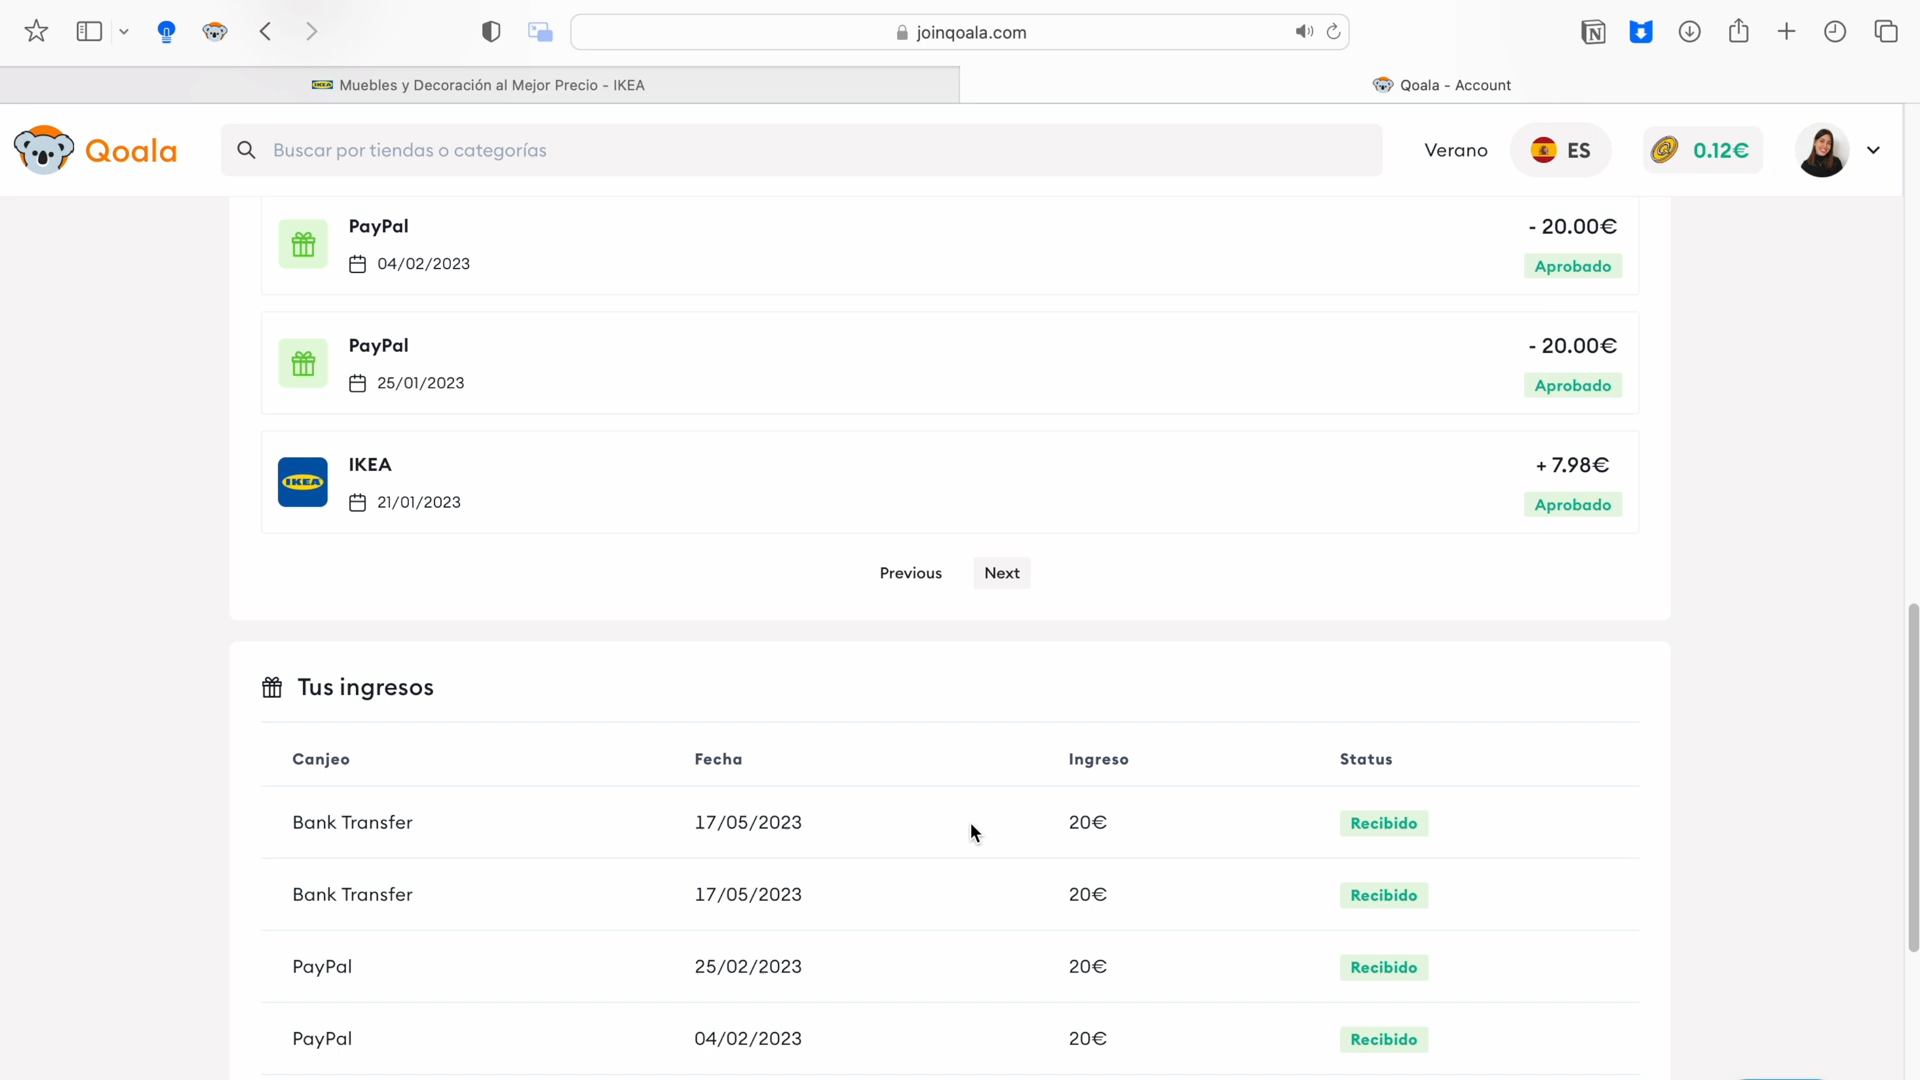 joinqoala.com
IKEA Muebles y Decoración al Mejor Precio - IKEA
Qoala - Account
Qoala
Buscar por tiendas o categorías
Verano
ES
0.12€
PayPal
- 20.00€
04/02/2023
Aprobado
PayPal
- 20.00€
25/01/2023
Aprobado
IKEA
IKEA
+ 7.98€
21/01/2023
Aprobado
Previous Next
Tus ingresos
Canjeo Fecha Ingreso Status
Bank Transfer 17/05/2023 20€ Recibido
Bank Transfer 17/05/2023 20€ Recibido
PayPal 25/02/2023 20€ Recibido
PayPal 04/02/2023 20€ Recibido